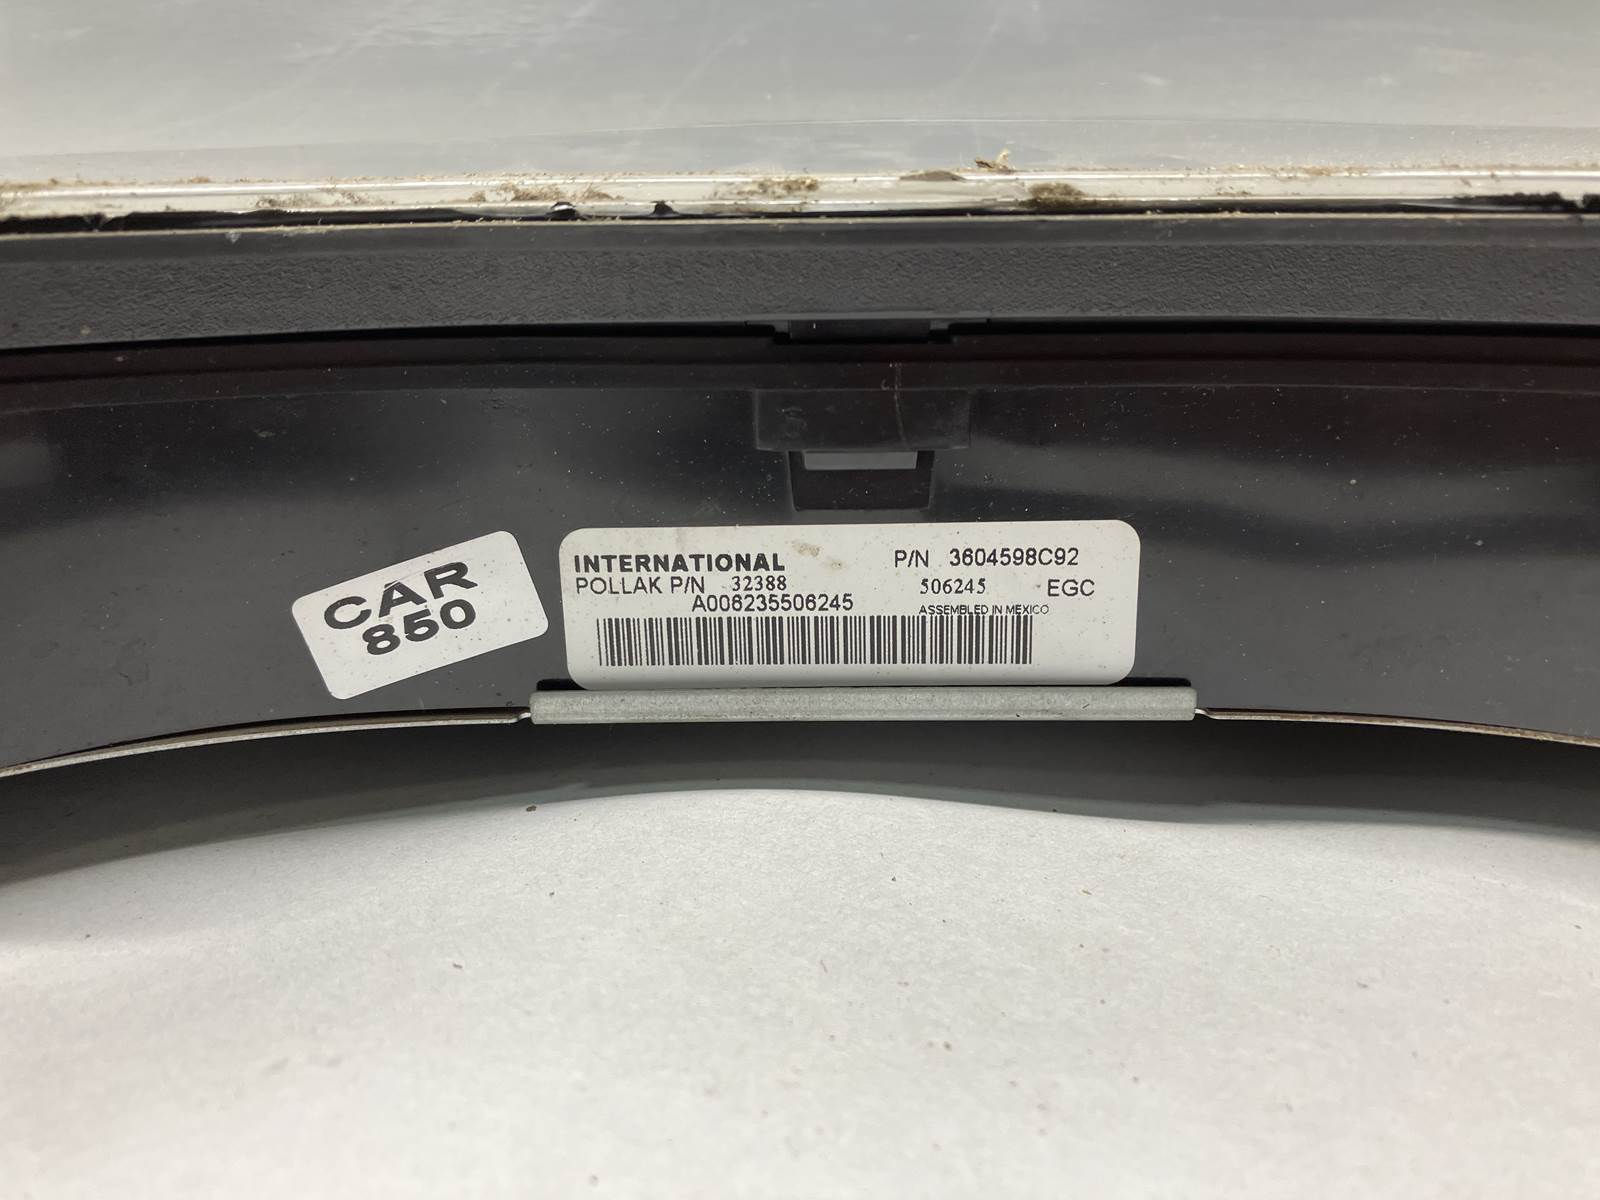 CAR
850
INTERNATIONAL P/N 3604598C92
POLLAK P/N 32388 506245 EGC
A006235506245 ASSEMBLED IN MEXICO